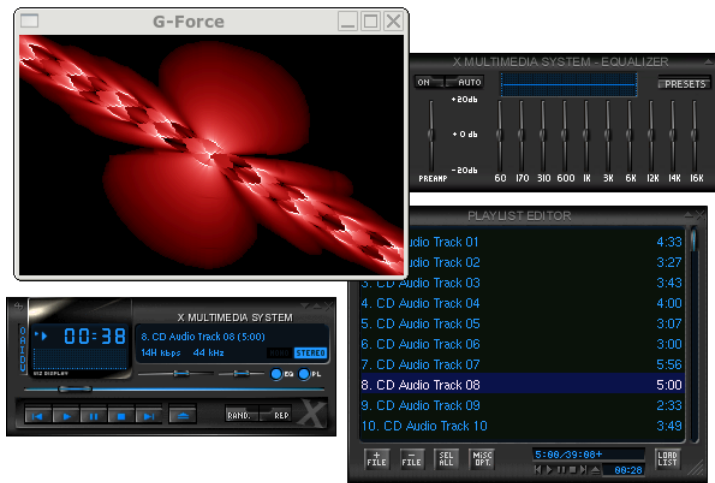 G-Force
X MULTIMEDIA SYSTEM - EQUALIZER
ON AUTO PRESETS
+20db
+0 db
-20db
PREAMP 60 170 310 600 1K 3K 6K 12K 14K 16K
PLAYLIST EDITOR
Audio Track 01 4:33
Audio Track 02 3:27
3. CD Audio Track 03 3:43
4. CD Audio Track 04 4:00
5. CD Audio Track 05 3:07
6. CD Audio Track 06 3:00
7. CD Audio Track 07 5:56
8. CD Audio Track 08 5:00
9. CD Audio Track 09 2:33
10. CD Audio Track 10 3:49
+ FILE - FILE SEL ALL MISC OPT. 5:00/39:08+ 00:28 LOAD LIST
X MULTIMEDIA SYSTEM
O A I D V
00:38
8. CD Audio Track 08 (5:00)
14H kbps 44 kHz STEREO
VIZ DISPLAY
EQ PL
RAND. REP.
X